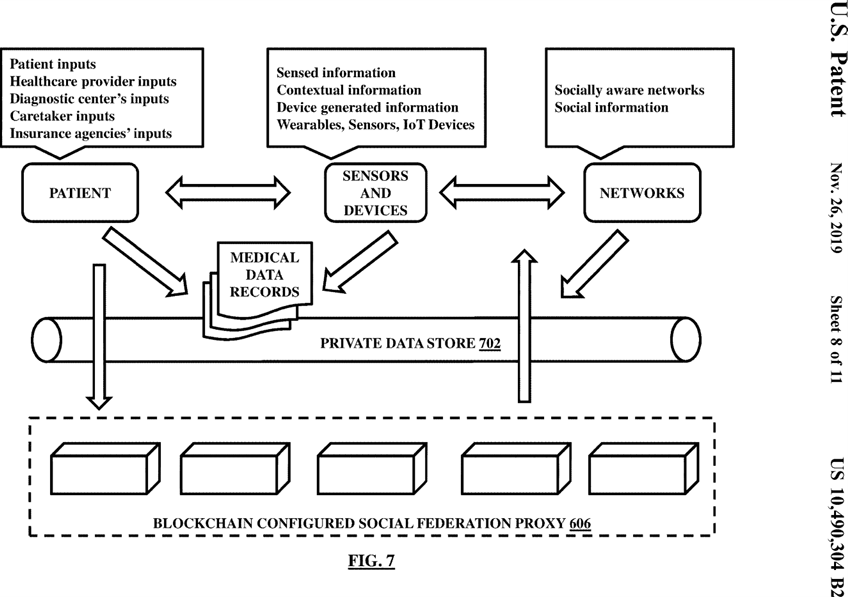 Patient inputs
Healthcare provider inputs
Diagnostic center's inputs
Caretaker inputs
Insurance agencies' inputs
Sensed information
Contextual information
Device generated information
Wearables, Sensors, IoT Devices
Socially aware networks
Social information
PATIENT
SENSORS
AND
DEVICES
NETWORKS
MEDICAL
DATA
RECORDS
PRIVATE DATA STORE 702
BLOCKCHAIN CONFIGURED SOCIAL FEDERATION PROXY 606
FIG. 7
U.S. Patent
Nov. 26, 2019
Sheet 8 of 11
US 10,490,304 B2